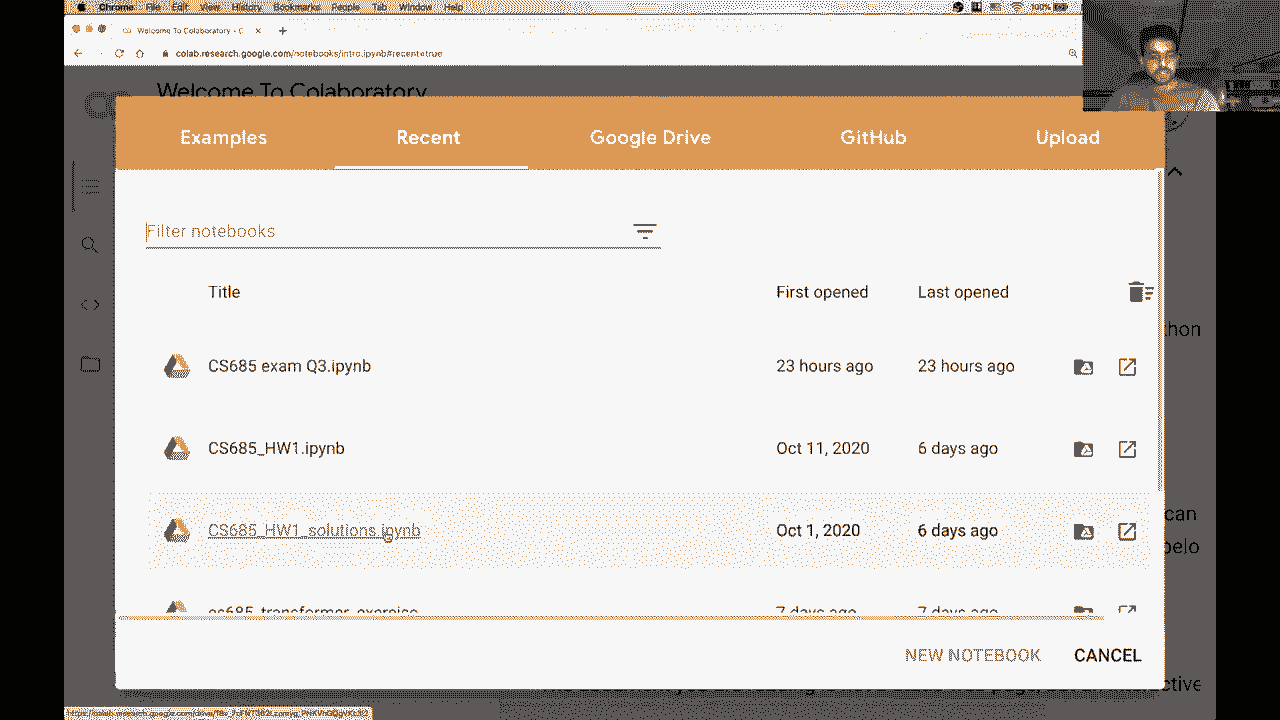 Chrome File Edit View History Bookmarks People Tab Window Help 100%
Welcome To Colaboratory - C
colab.research.google.com/notebooks/intro.ipynb#recent=true
Welcome To Colaboratory
Examples Recent Google Drive GitHub Upload
Filter notebooks
Title First opened Last opened
thon
CS685 exam Q3.ipynb 23 hours ago 23 hours ago
CS685_HW1.ipynb Oct 11, 2020 6 days ago
can
CS685_HW1_solutions.ipynb Oct 1, 2020 6 days ago
belo
cs685_transformer_exercise 7 days ago 7 days ago
NEW NOTEBOOK CANCEL
ctive